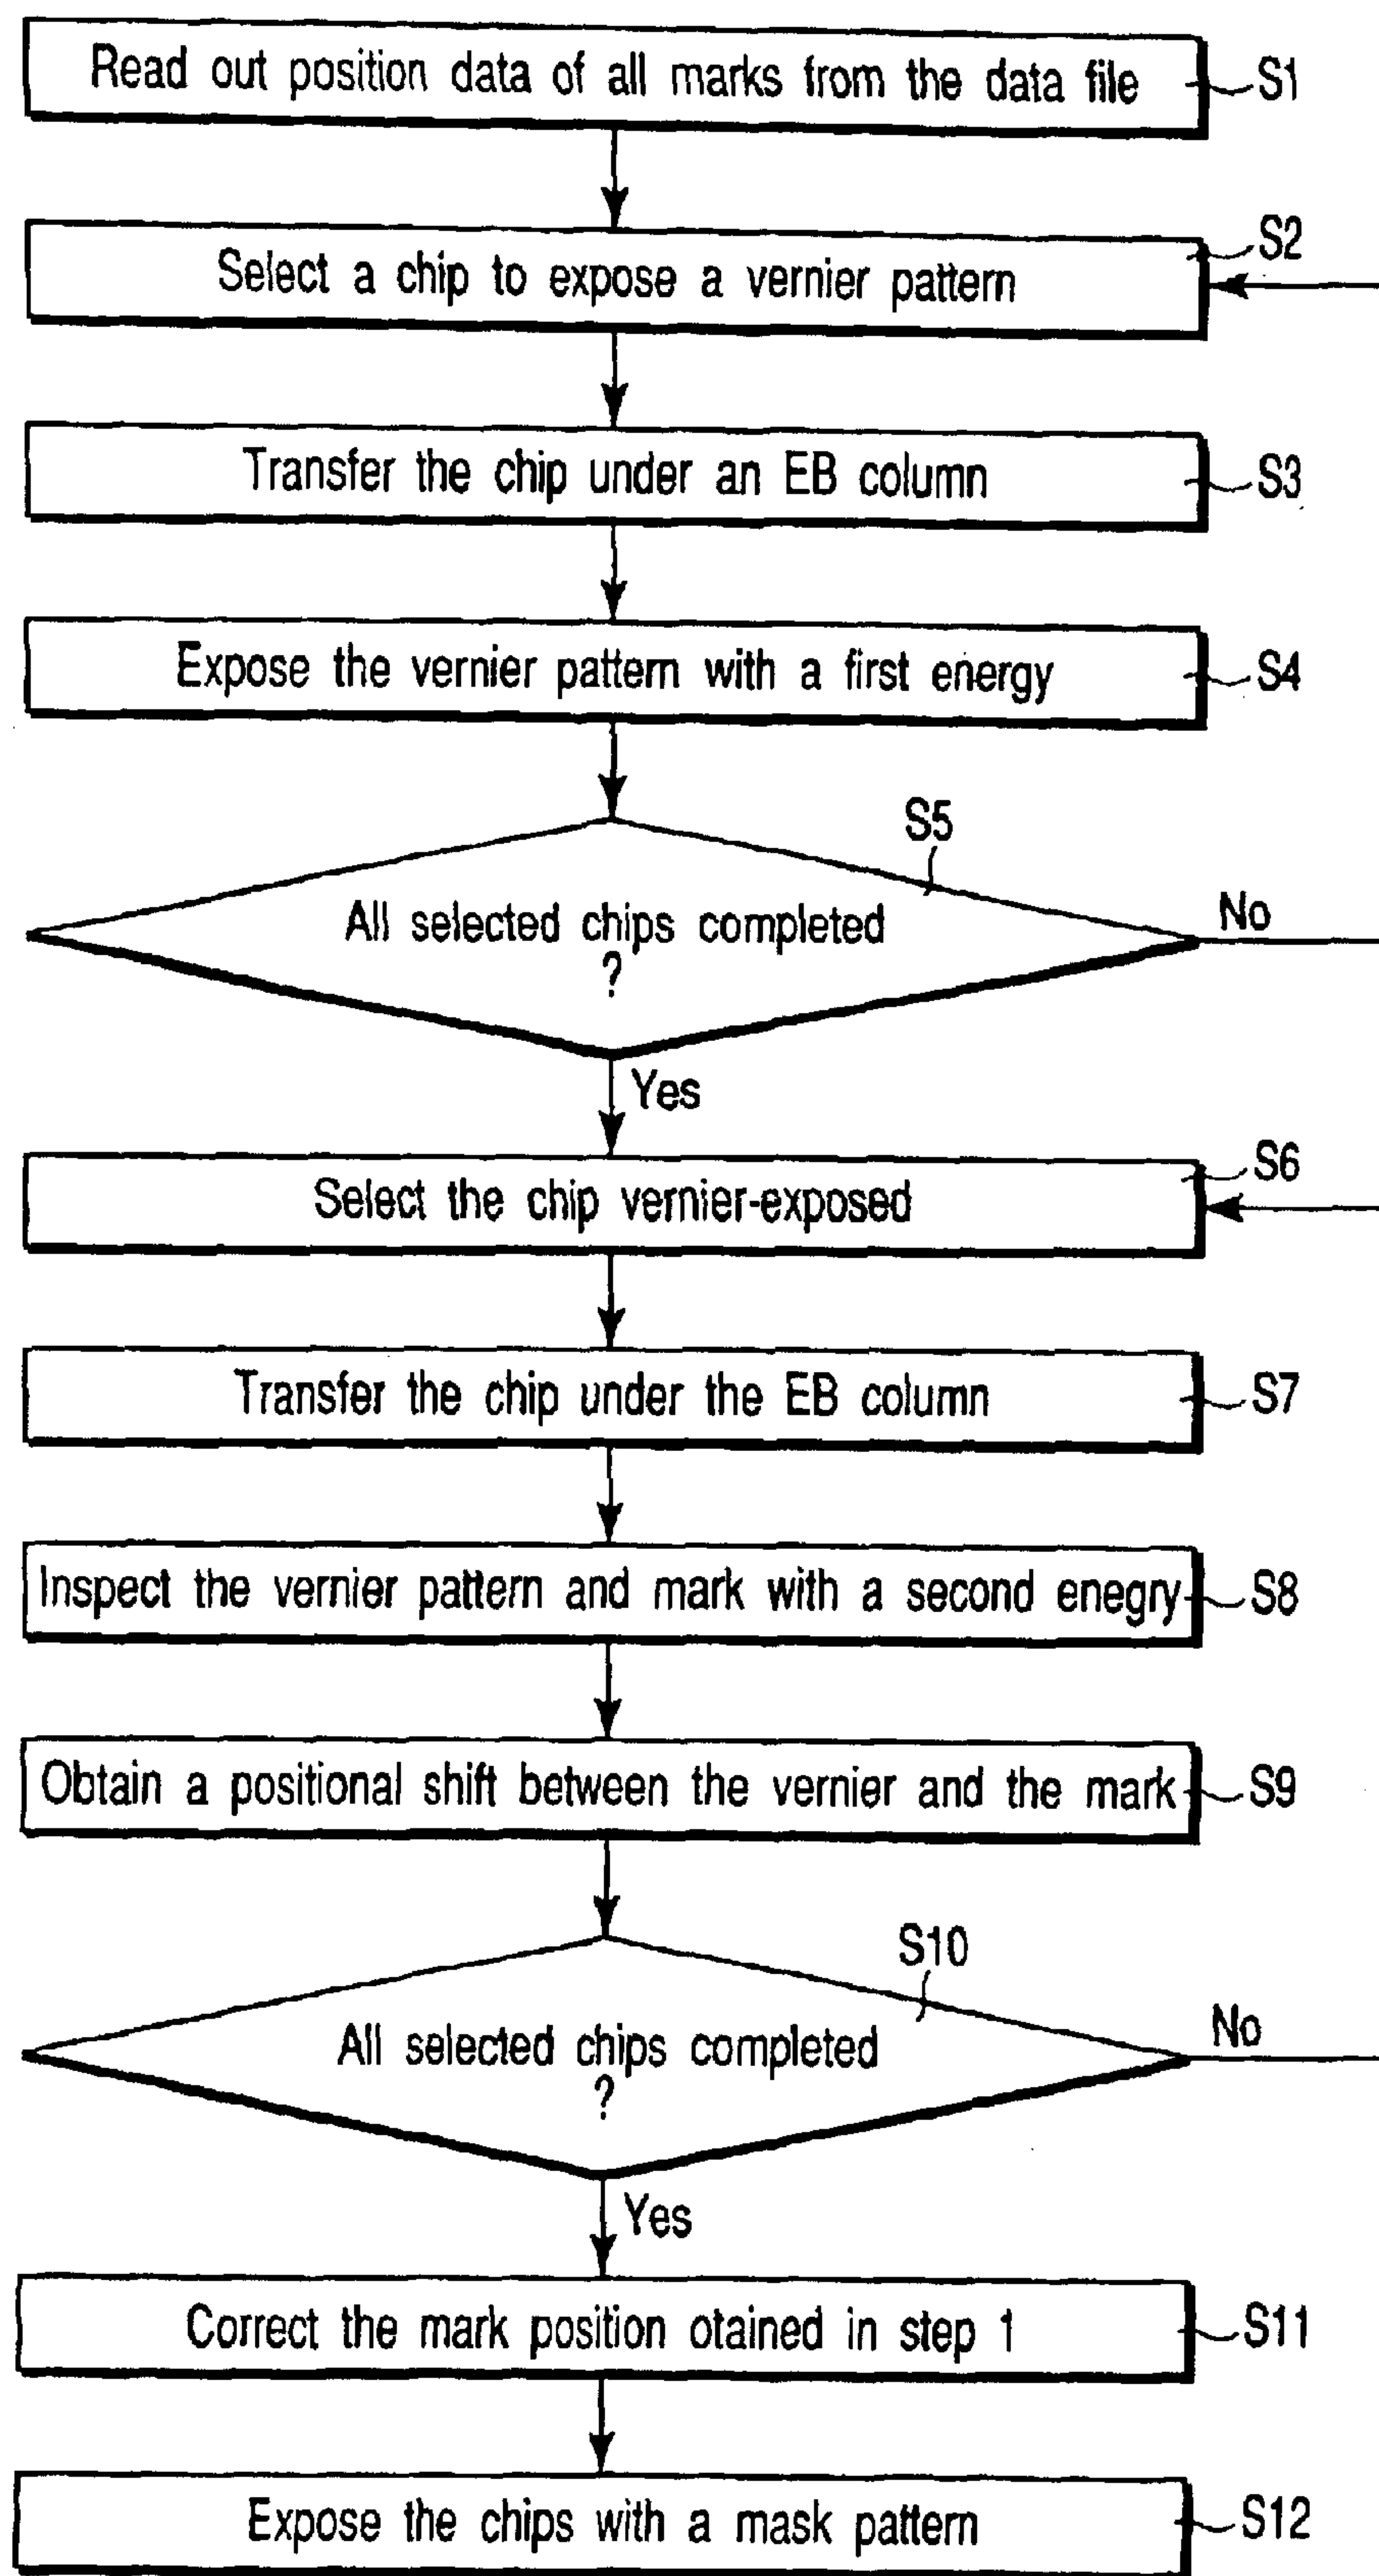 Read out position data of all marks from the data file
S1
Select a chip to expose a vernier pattern
S2
Transfer the chip under an EB column
S3
Expose the vernier pattern with a first energy
S4
S5
All selected chips completed
?
No
Yes
Select the chip vernier-exposed
S6
Transfer the chip under the EB column
S7
Inspect the vernier pattern and mark with a second enegry
S8
Obtain a positional shift between the vernier and the mark
S9
S10
All selected chips completed
?
No
Yes
Correct the mark position otained in step 1
S11
Expose the chips with a mask pattern
S12